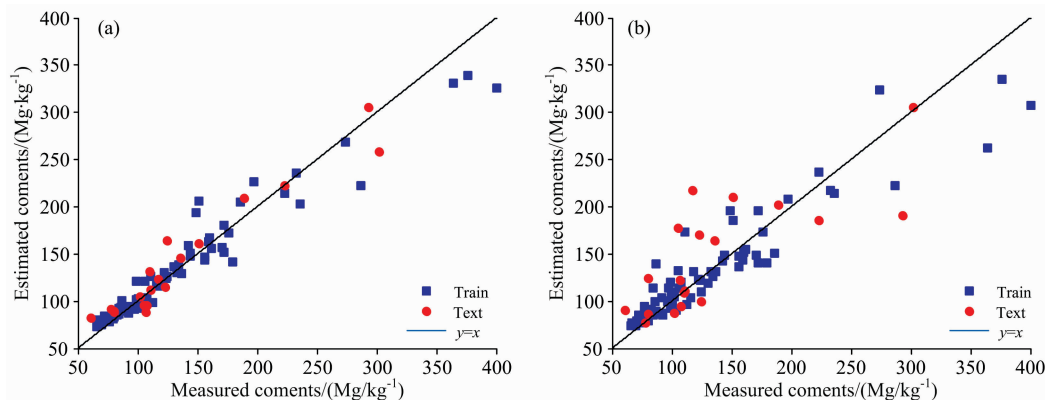 (a)
400
350
300
250
200
150
100
50
Estimated coments/(Mg·kg⁻¹)
50 100 150 200 250 300 350 400
Measured coments/(Mg/kg⁻¹)
Train
Text
y=x
(b)
400
350
300
250
200
150
100
50
Estimated coments/(Mg·kg⁻¹)
50 100 150 200 250 300 350 400
Measured coments/(Mg/kg⁻¹)
Train
Text
y=x